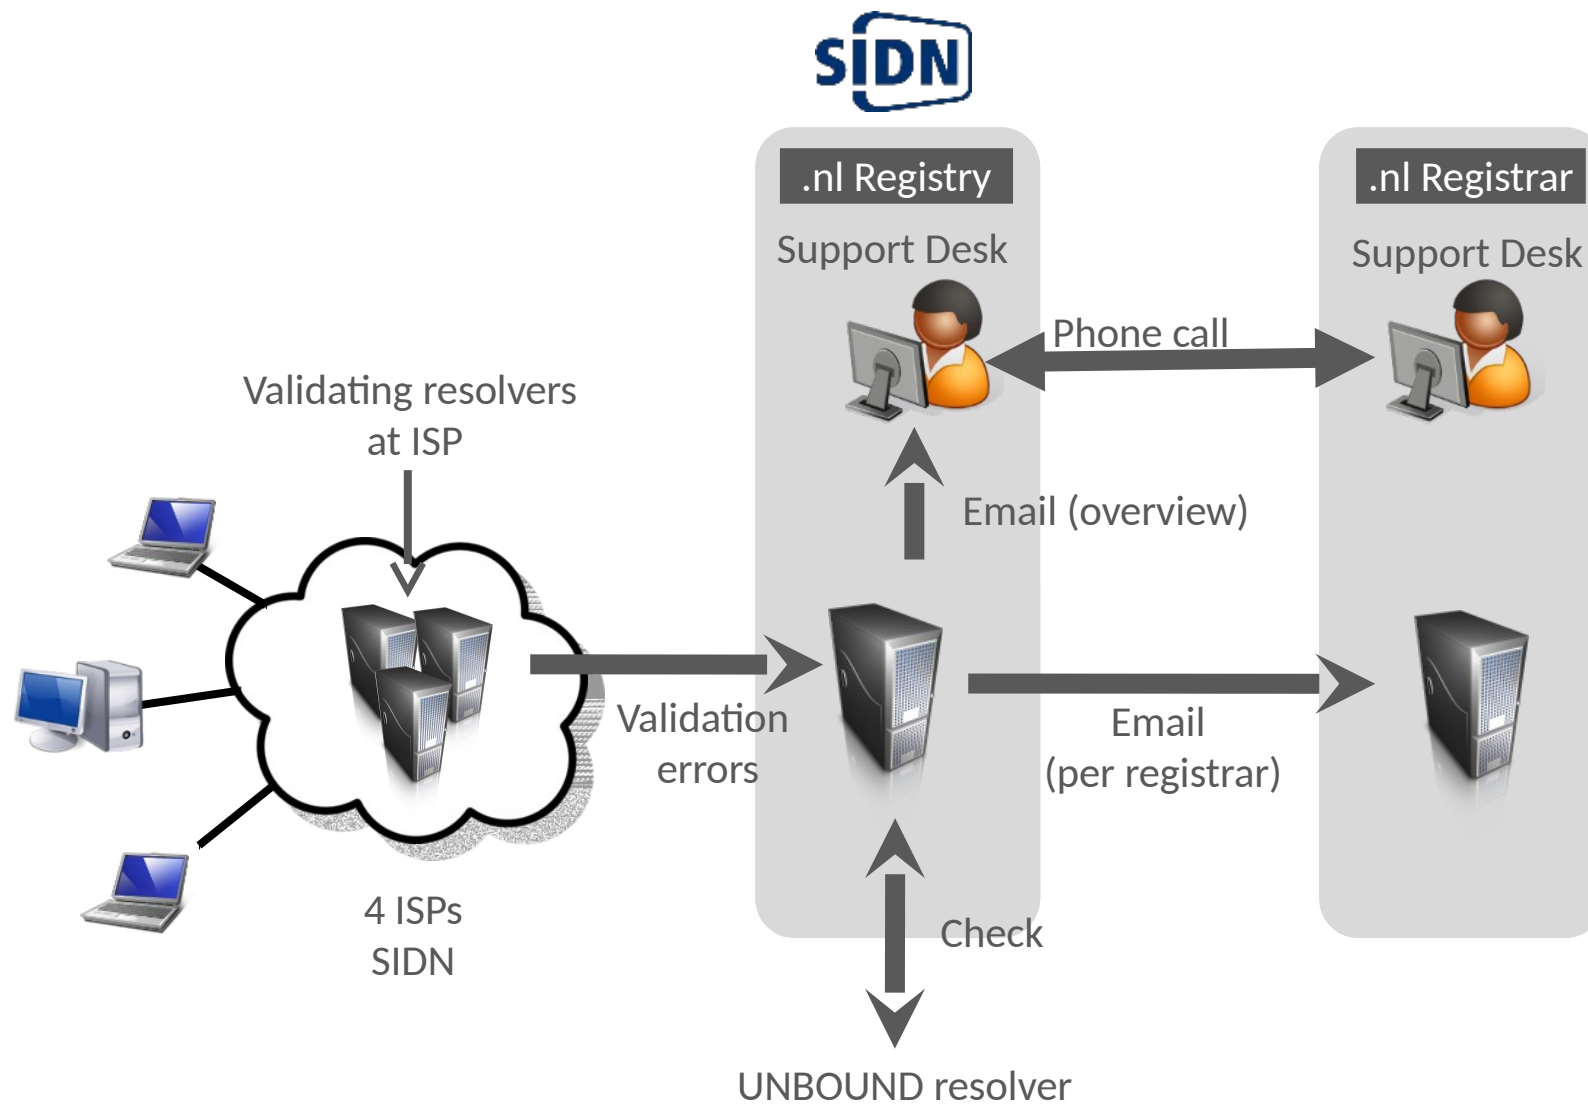 SIDN
.nl Registry
.nl Registrar
Support Desk
Support Desk
Phone call
Validating resolvers
at ISP
Email (overview)
Validation
errors
Email
(per registrar)
4 ISPs
SIDN
Check
UNBOUND resolver